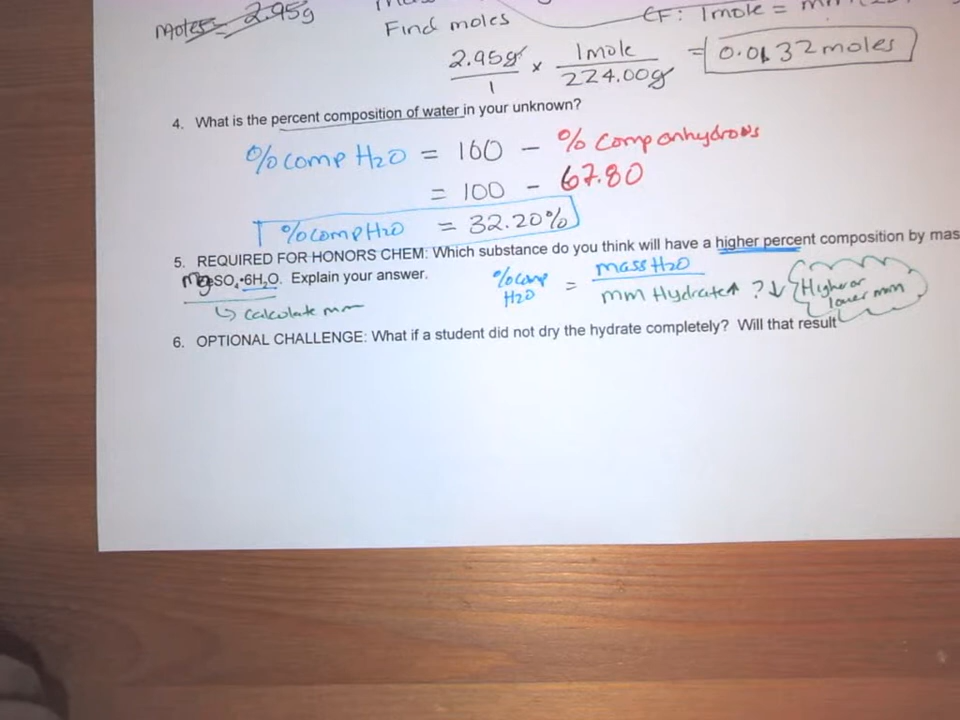 moles = 2.95g
Find moles
CF: 1mole = mm
2.95g / 1 × 1mole / 224.00g = 0.0132 moles
4. What is the percent composition of water in your unknown?
% comp H2O = 100 - % comp anhydrous
= 100 - 67.80
% comp H2O = 32.20%
5. REQUIRED FOR HONORS CHEM: Which substance do you think will have a higher percent composition by mas
MgSO4•6H2O. Explain your answer.
% comp H2O = mass H2O / mm Hydrate↑ ?↓ Higher or lower mm
↳ calculate mm
6. OPTIONAL CHALLENGE: What if a student did not dry the hydrate completely? Will that result